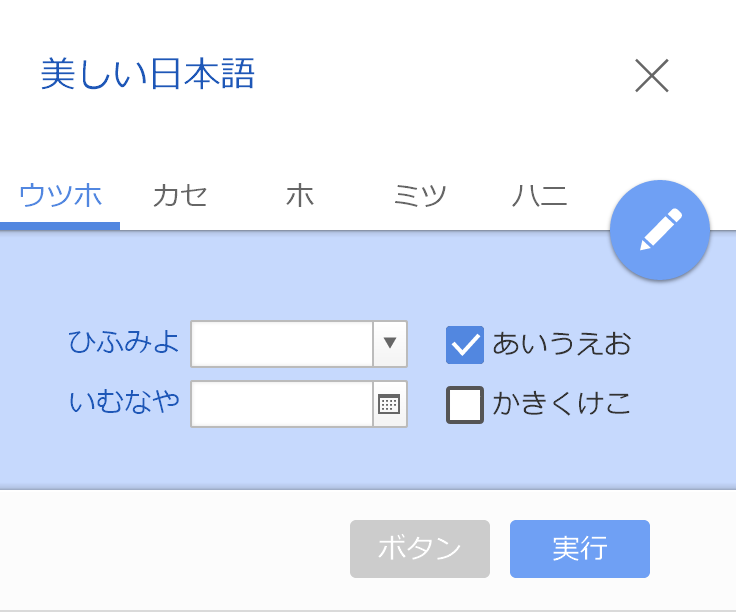 美しい日本語
ウツホ カセ ホ ミツ ハニ
ひふみよ
あいうえお
いむなや
かきくけこ
ボタン 実行